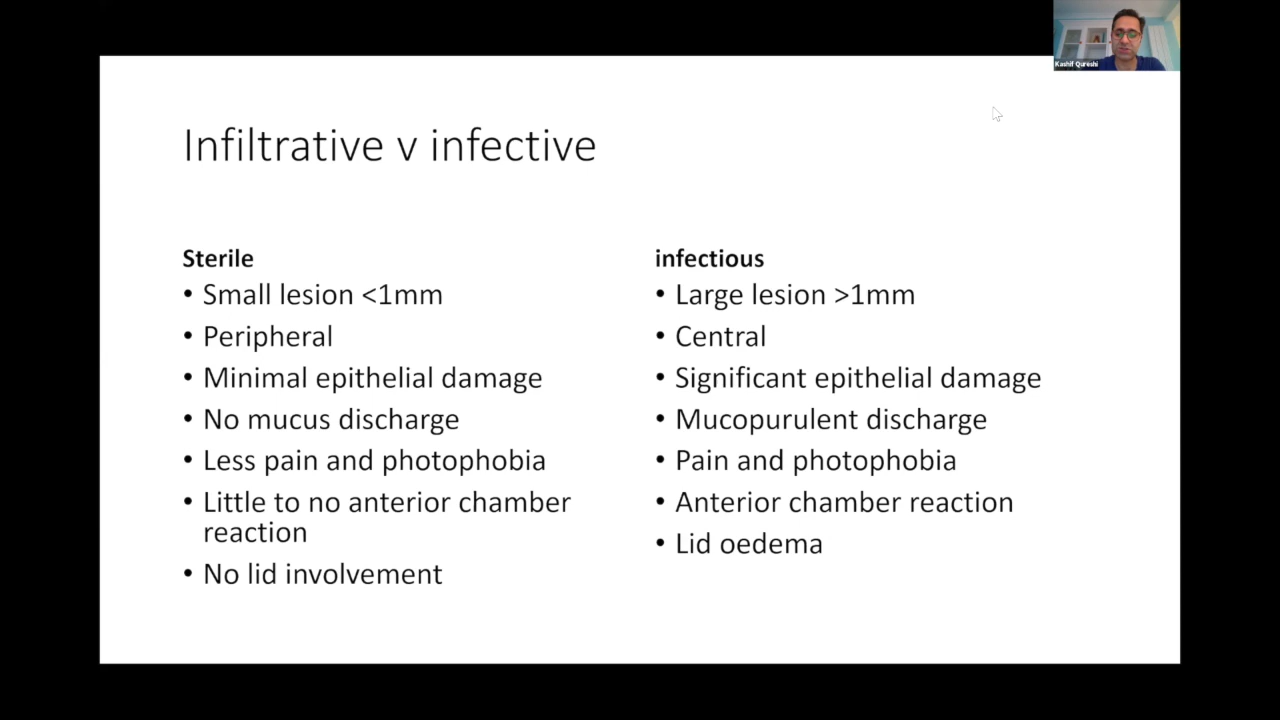 Kashif Qureshi
Infiltrative v infective
Sterile
• Small lesion <1mm
• Peripheral
• Minimal epithelial damage
• No mucus discharge
• Less pain and photophobia
• Little to no anterior chamber
reaction
• No lid involvement
infectious
• Large lesion >1mm
• Central
• Significant epithelial damage
• Mucopurulent discharge
• Pain and photophobia
• Anterior chamber reaction
• Lid oedema